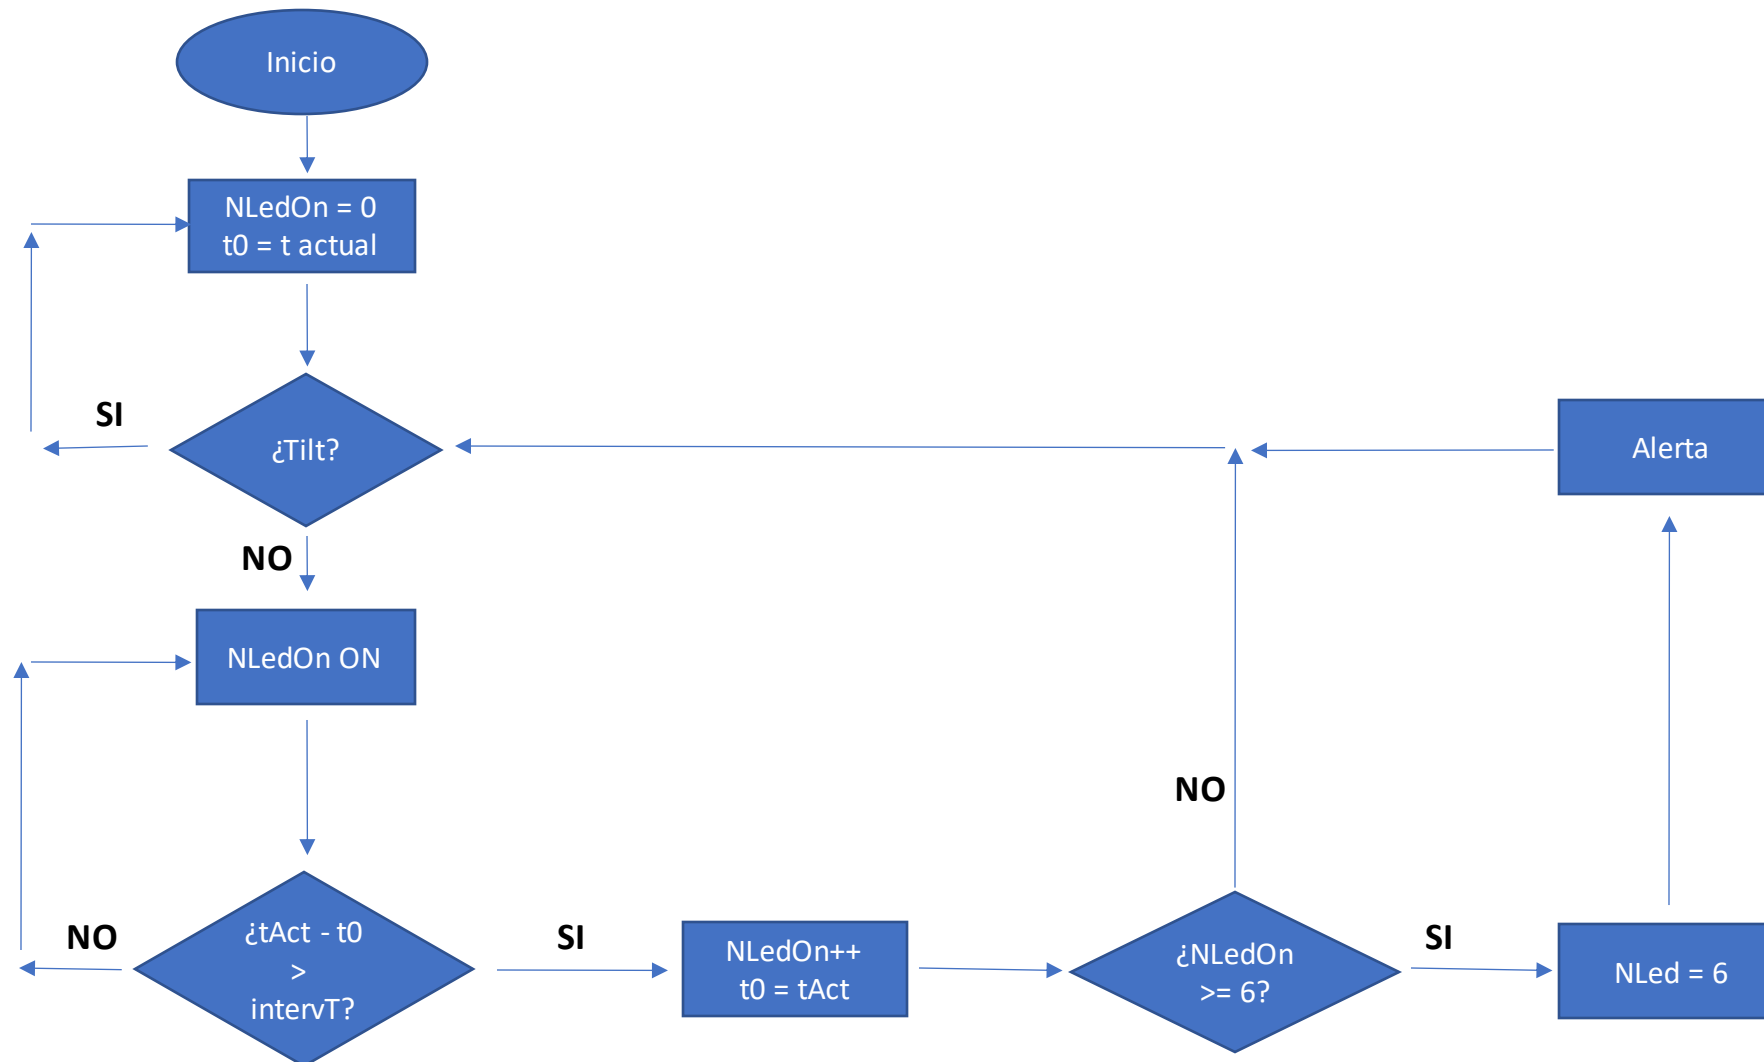 Inicio
NLedOn = 0
t0 = t actual
SI
¿Tilt?
Alerta
NO
NLedOn ON
NO
NO
¿tAct - t0
>
intervT?
SI
NLedOn++
t0 = tAct
¿NLedOn
>= 6?
SI
NLed = 6